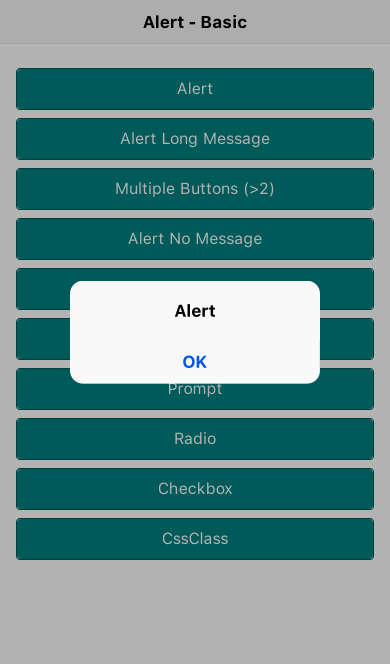 Alert - Basic
Alert
Alert Long Message
Multiple Buttons (>2)
Alert No Message
Alert
OK
Prompt
Radio
Checkbox
CssClass